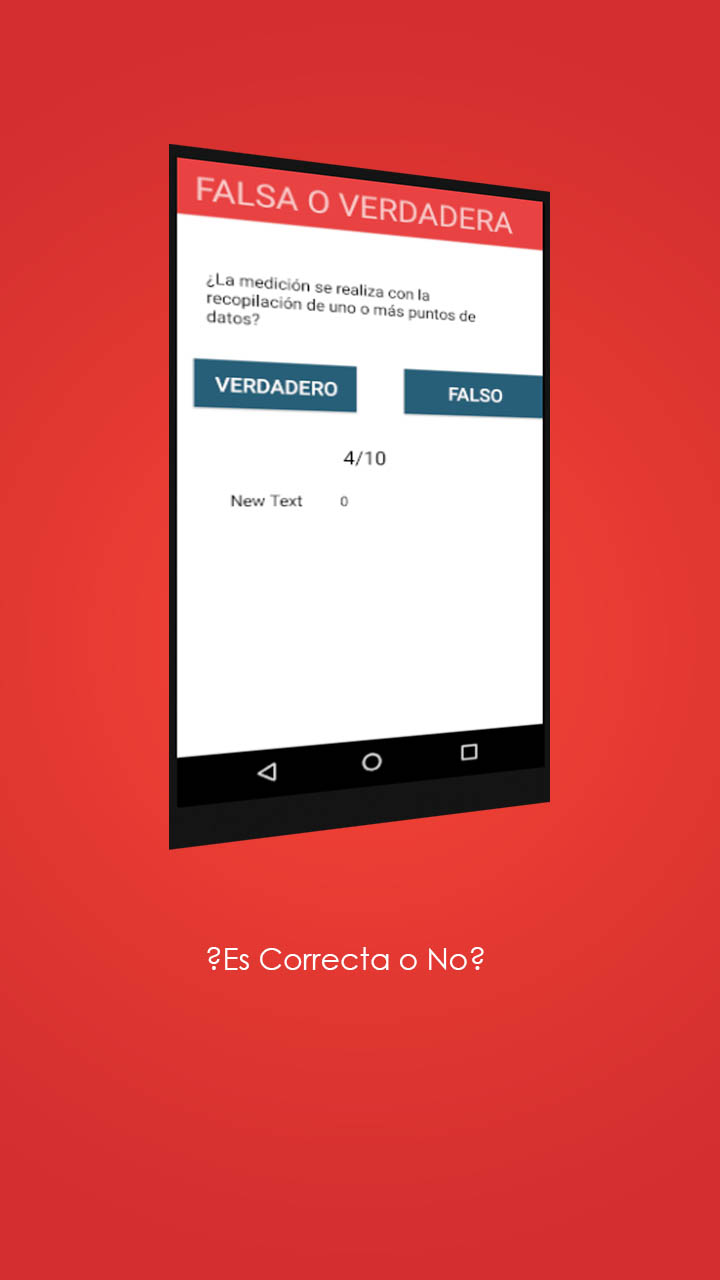 FALSA O VERDADERA
¿La medición se realiza con la
recopilación de uno o más puntos de
datos?
VERDADERO
FALSO
4/10
New Text 0
?Es Correcta o No?